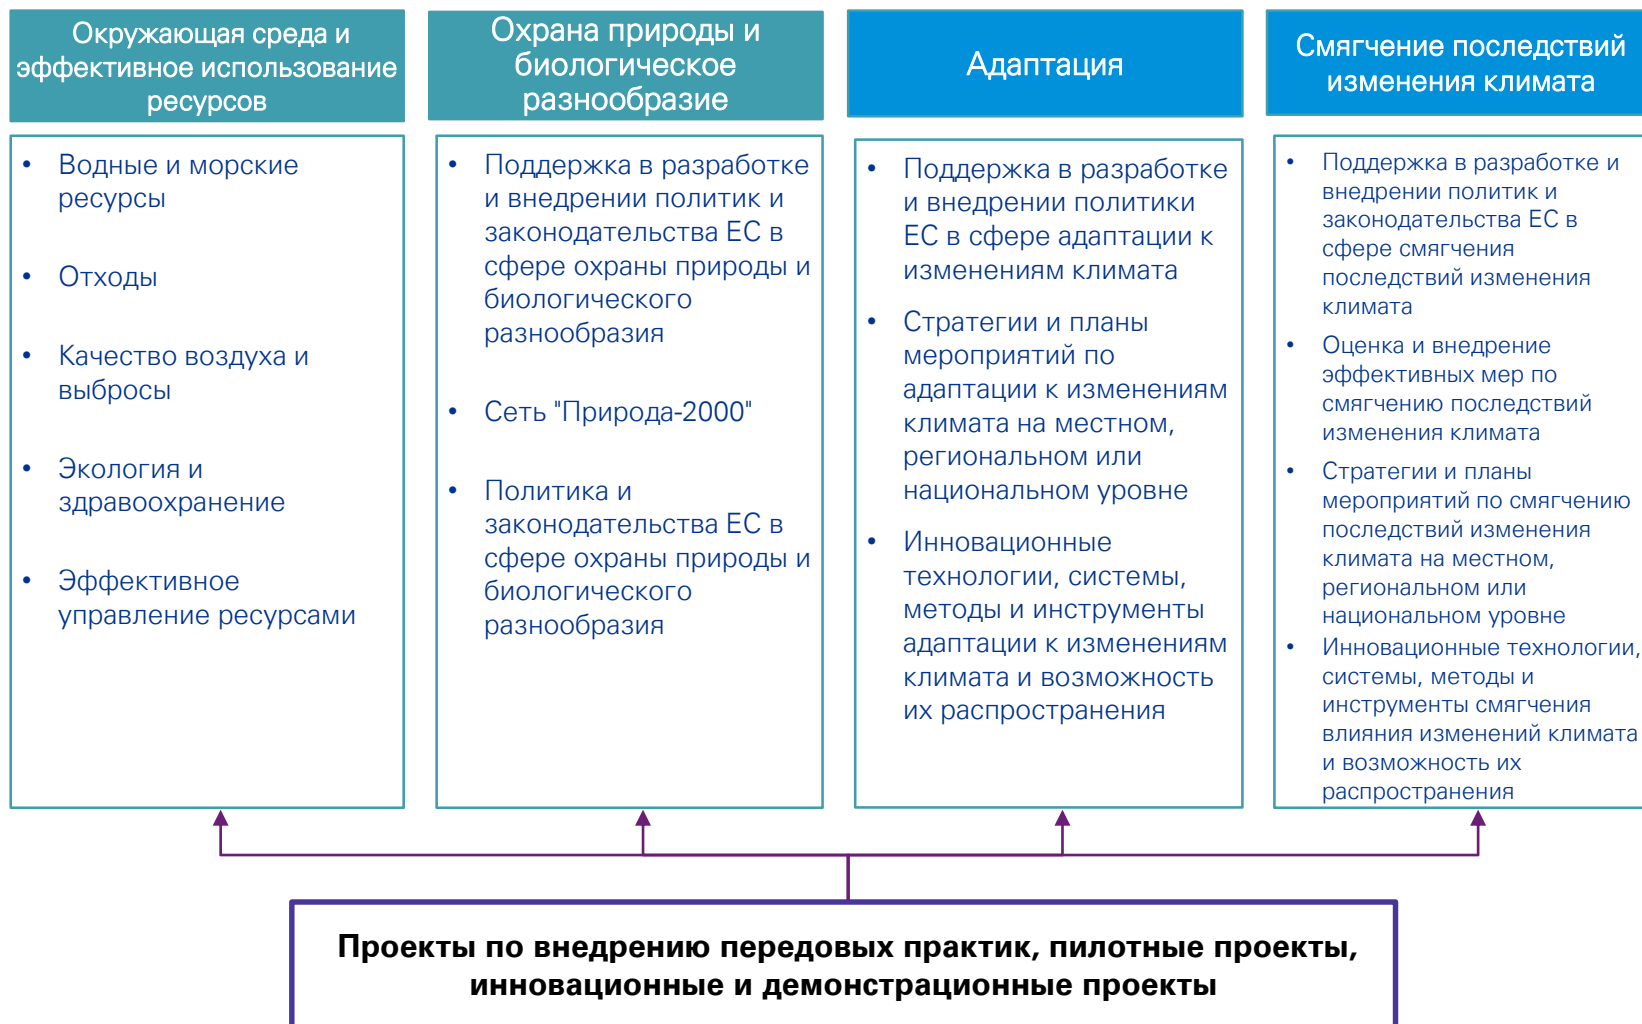 Окружающая среда и
эффективное использование
ресурсов
• Водные и морские
ресурсы
• Отходы
• Качество воздуха и
выбросы
• Экология и
здравоохранение
• Эффективное
управление ресурсами
Охрана природы и
биологическое
разнообразие
• Поддержка в разработке
и внедрении политик и
законодательства ЕС в
сфере охраны природы и
биологического
разнообразия
• Сеть "Природа-2000"
• Политика и
законодательства ЕС в
сфере охраны природы и
биологического
разнообразия
Адаптация
• Поддержка в разработке
и внедрении политики
ЕС в сфере адаптации к
изменениям климата
• Стратегии и планы
мероприятий по
адаптации к изменениям
климата на местном,
региональном или
национальном уровне
• Инновационные
технологии, системы,
методы и инструменты
адаптации к изменениям
климата и возможность
их распространения
Смягчение последствий
изменения климата
• Поддержка в разработке и
внедрении политик и
законодательства ЕС в
сфере смягчения
последствий изменения
климата
• Оценка и внедрение
эффективных мер по
смягчению последствий
изменения климата
• Стратегии и планы
мероприятий по смягчению
последствий изменения
климата на местном,
региональном или
национальном уровне
• Инновационные технологии,
системы, методы и
инструменты смягчения
влияния изменений климата
и возможность их
распространения
Проекты по внедрению передовых практик, пилотные проекты,
инновационные и демонстрационные проекты